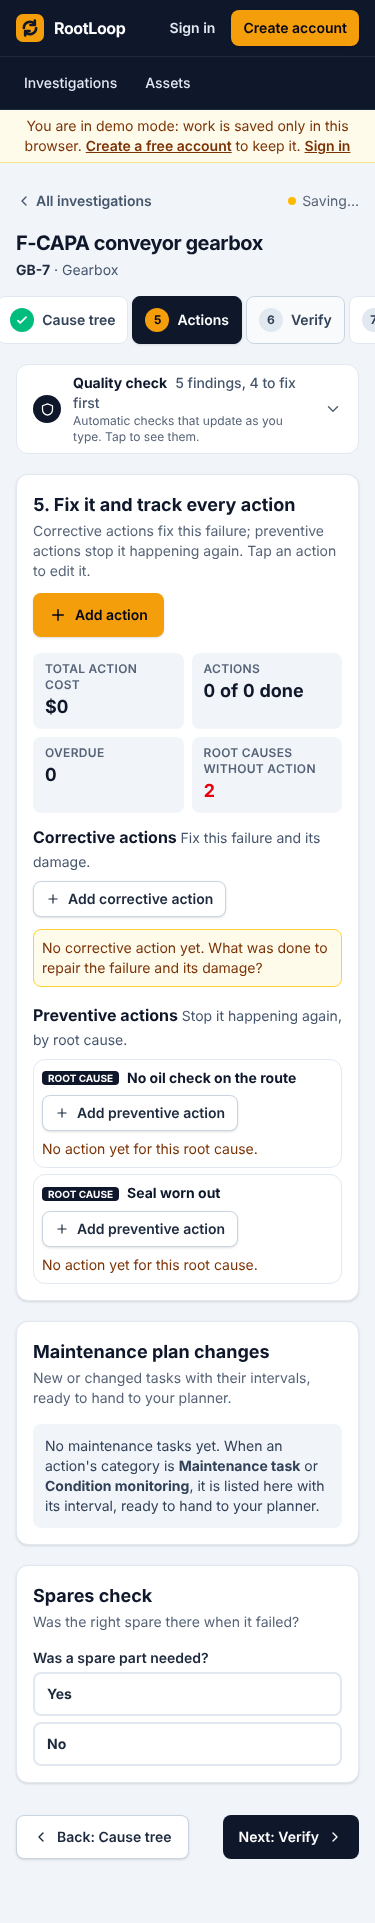 RootLoop
Sign in
Create account
Investigations
Assets
You are in demo mode: work is saved only in this
browser. Create a free account to keep it. Sign in
All investigations
Saving...
F-CAPA conveyor gearbox
GB-7 · Gearbox
Cause tree
5 Actions
6 Verify
7
Quality check 5 findings, 4 to fix
first
Automatic checks that update as you
type. Tap to see them.
5. Fix it and track every action
Corrective actions fix this failure; preventive
actions stop it happening again. Tap an action
to edit it.
Add action
TOTAL ACTION
COST
$0
ACTIONS
0 of 0 done
OVERDUE
0
ROOT CAUSES
WITHOUT ACTION
2
Corrective actions Fix this failure and its
damage.
Add corrective action
No corrective action yet. What was done to
repair the failure and its damage?
Preventive actions Stop it happening again,
by root cause.
ROOT CAUSE No oil check on the route
Add preventive action
No action yet for this root cause.
ROOT CAUSE Seal worn out
Add preventive action
No action yet for this root cause.
Maintenance plan changes
New or changed tasks with their intervals,
ready to hand to your planner.
No maintenance tasks yet. When an
action's category is Maintenance task or
Condition monitoring, it is listed here with
its interval, ready to hand to your planner.
Spares check
Was the right spare there when it failed?
Was a spare part needed?
Yes
No
Back: Cause tree
Next: Verify